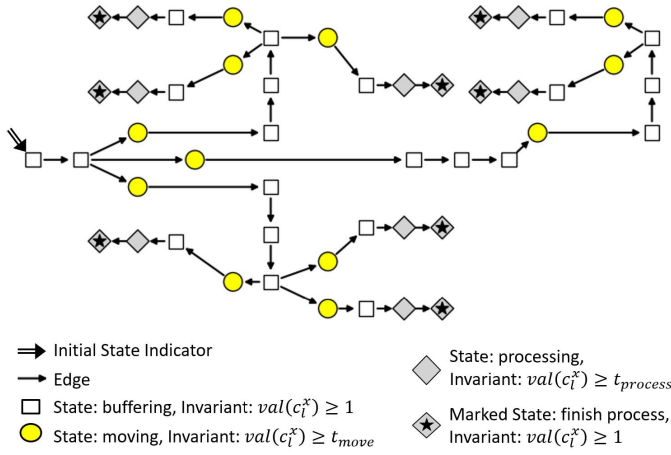 Initial State Indicator
Edge
State: buffering, Invariant: val(c_l^x) ≥ 1
State: moving, Invariant: val(c_l^x) ≥ t_move
State: processing,
Invariant: val(c_l^x) ≥ t_process
Marked State: finish process,
Invariant: val(c_l^x) ≥ 1